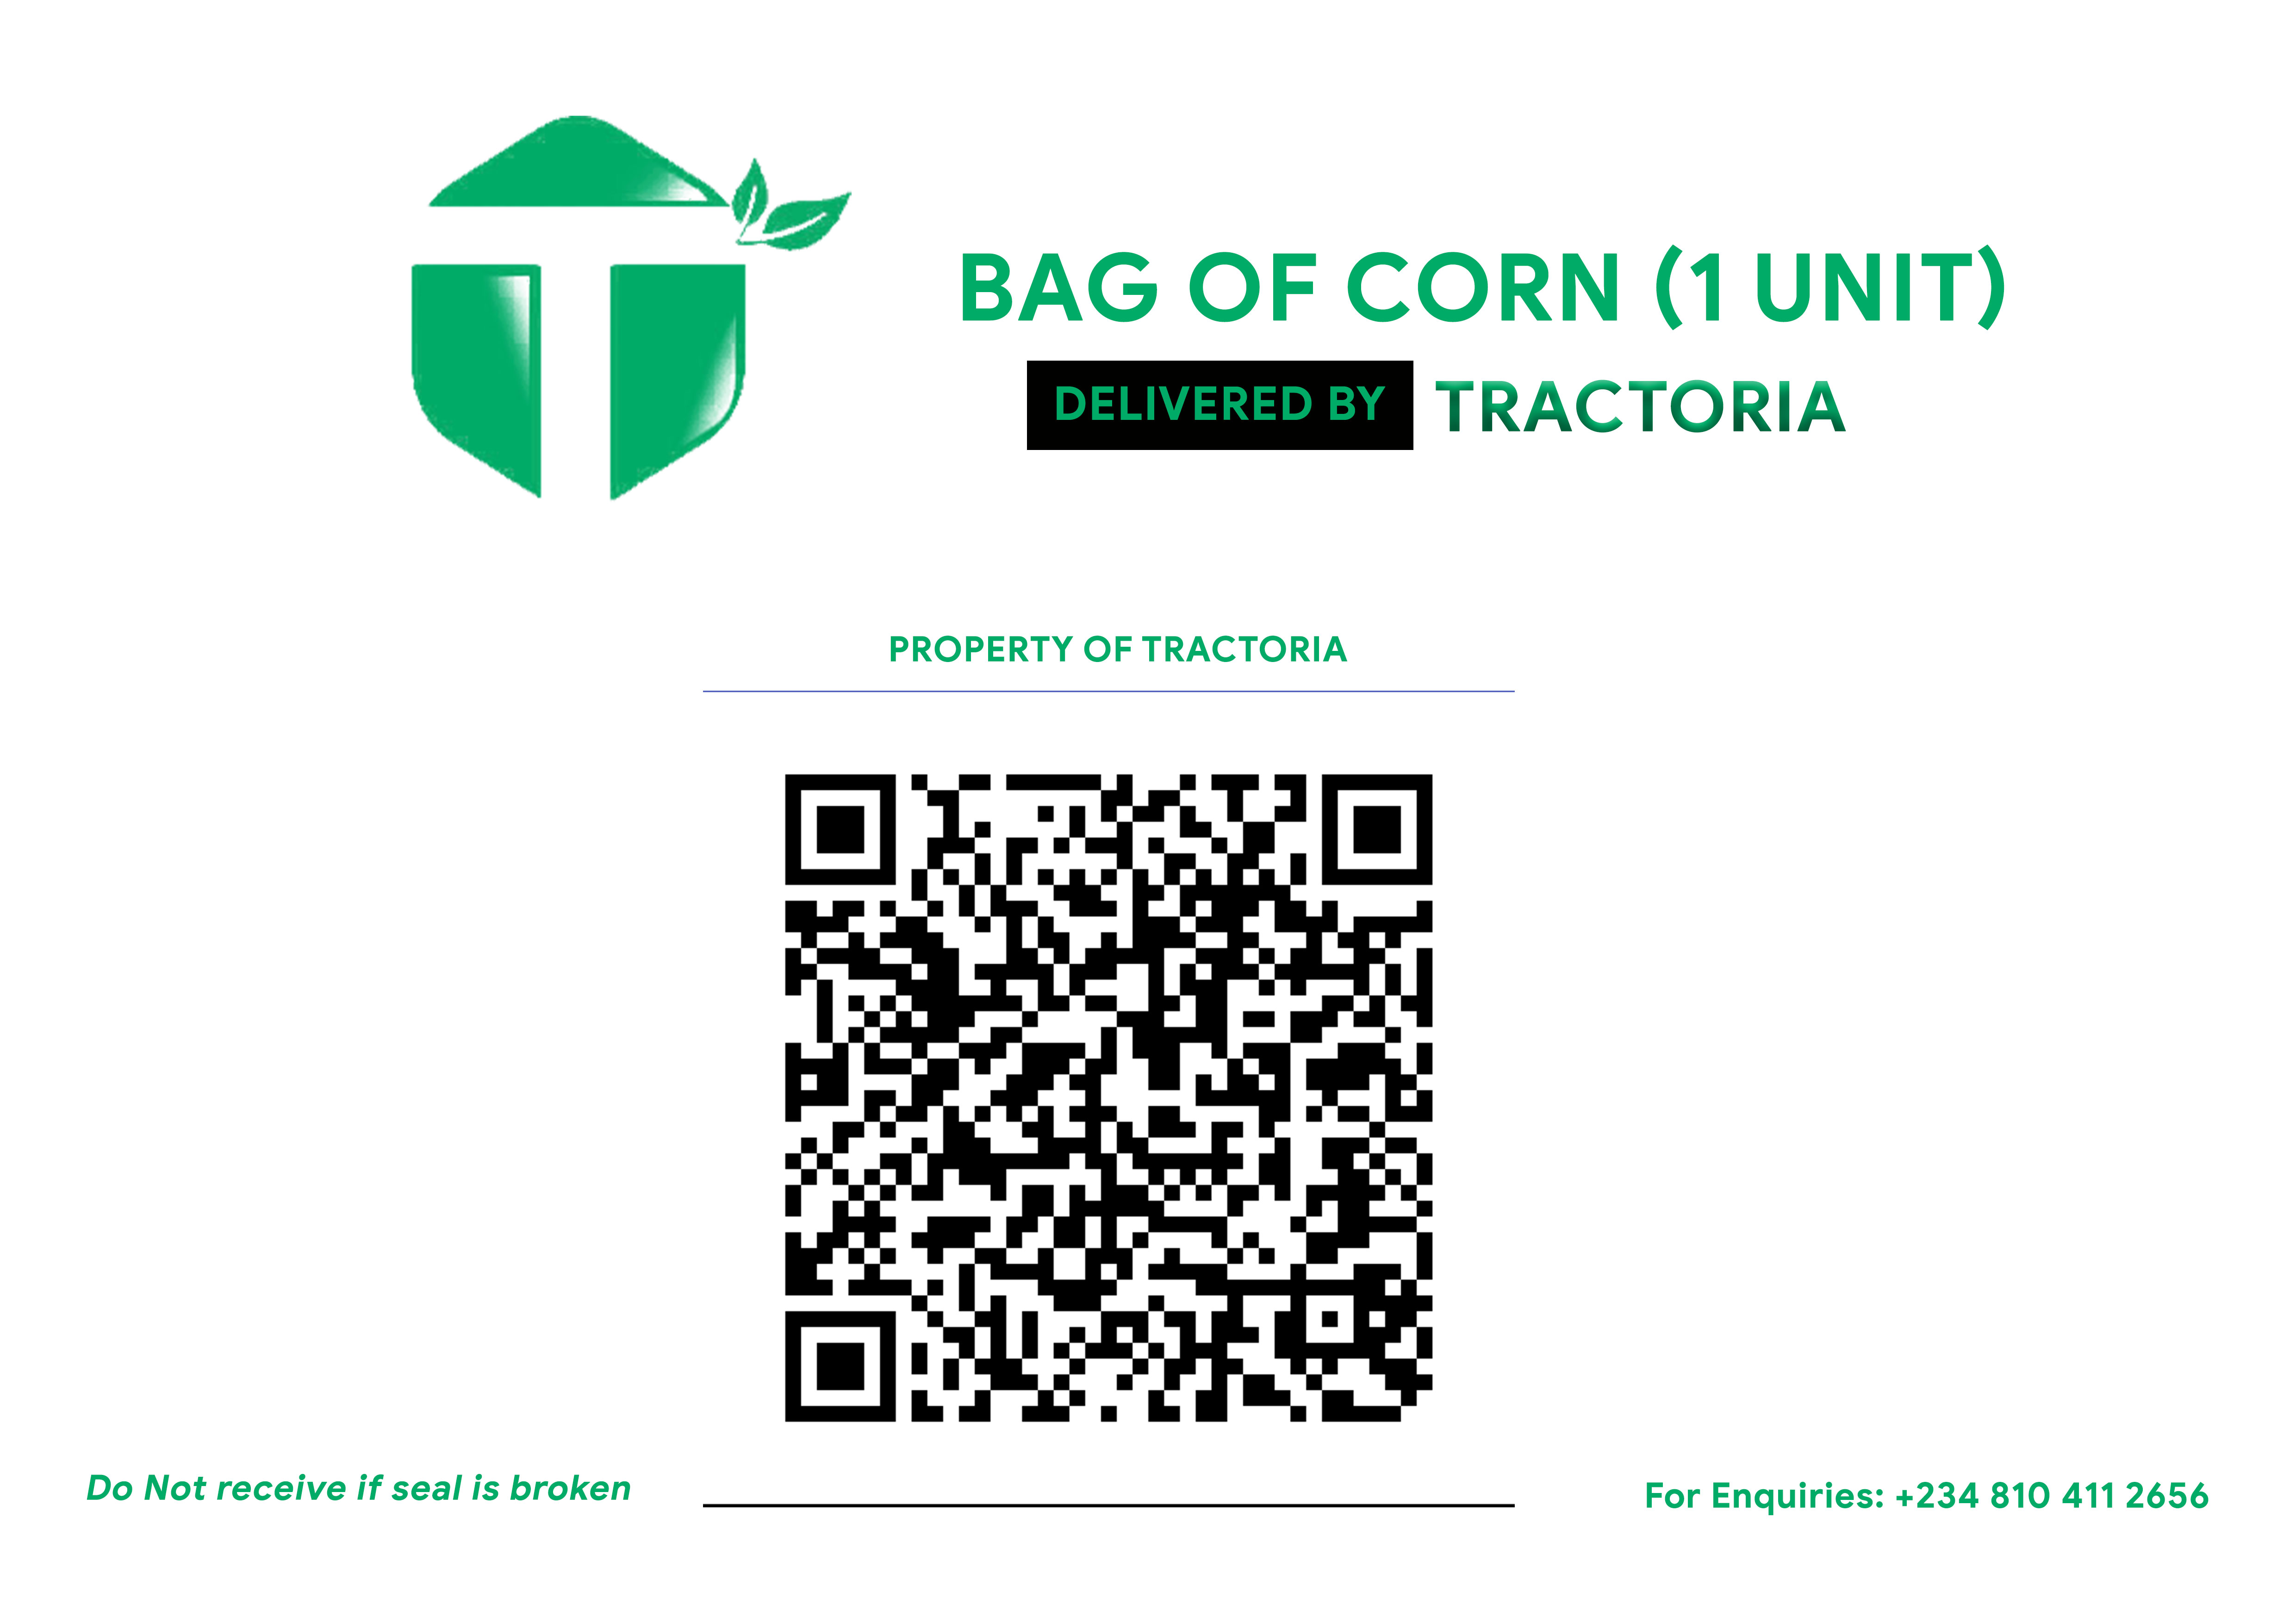 BAG OF CORN (1 UNIT)
DELIVERED BY TRACTORIA
PROPERTY OF TRACTORIA
Do Not receive if seal is broken
For Enquiries: +234 810 411 2656